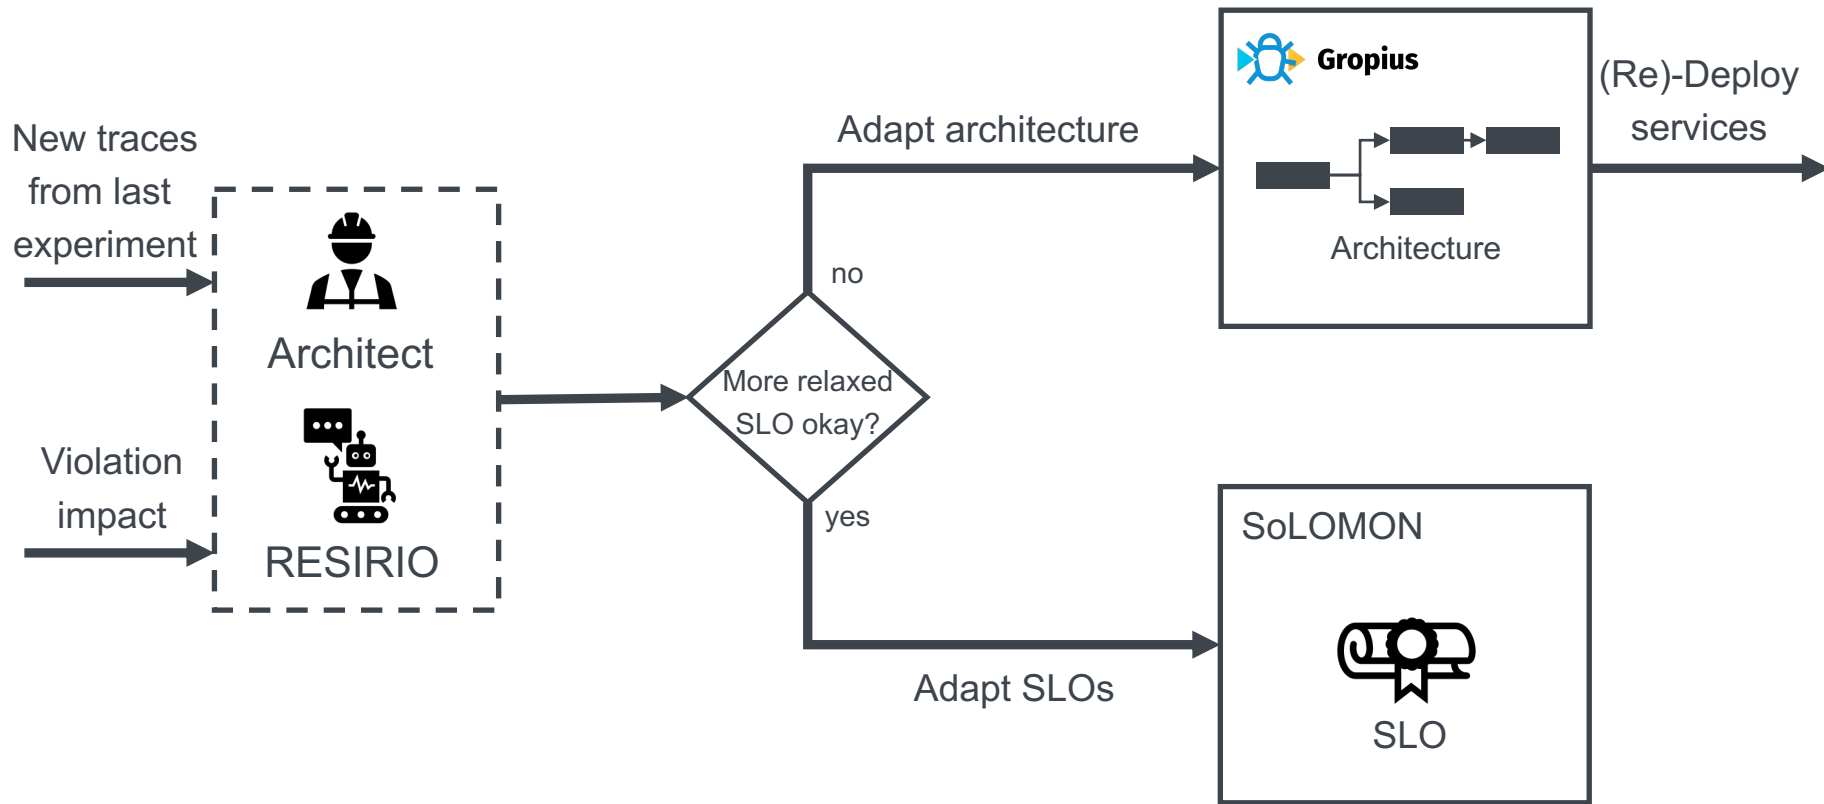 New traces
from last
experiment
Violation
impact
Architect
RESIRIO
More relaxed
SLO okay?
no
yes
Adapt architecture
Adapt SLOs
Gropius
Architecture
(Re)-Deploy
services
SoLOMON
SLO